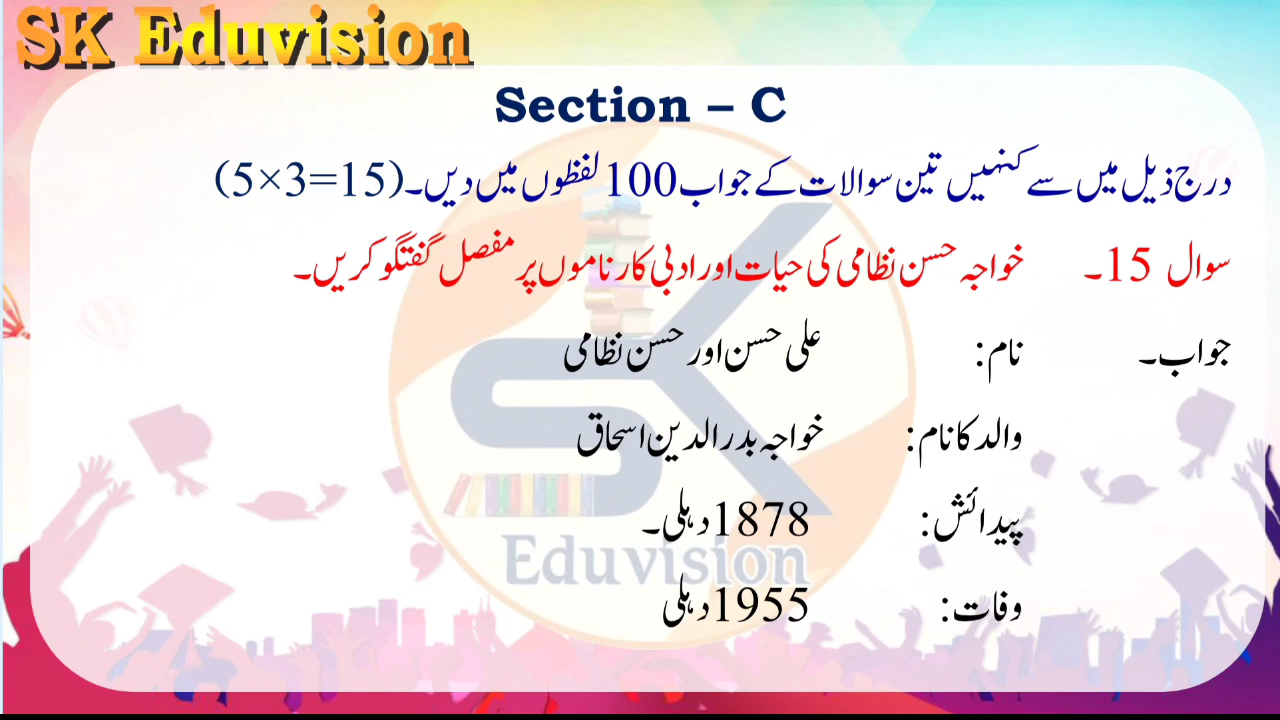 SK Eduvision
Section – C
درج ذیل میں سے کنہیں تین سوالات کے جواب 100 لفظوں میں دیں۔ (5×3=15)
سوال 15۔ خواجہ حسن نظامی کی حیات اور ادبی کارناموں پر مفصل گفتگو کریں۔
جواب۔ نام: علی حسن اور حسن نظامی
والد کا نام: خواجہ بدرالدین اسحاق
پیدائش: 1878 دہلی۔
وفات: 1955 دہلی
SK
Eduvision